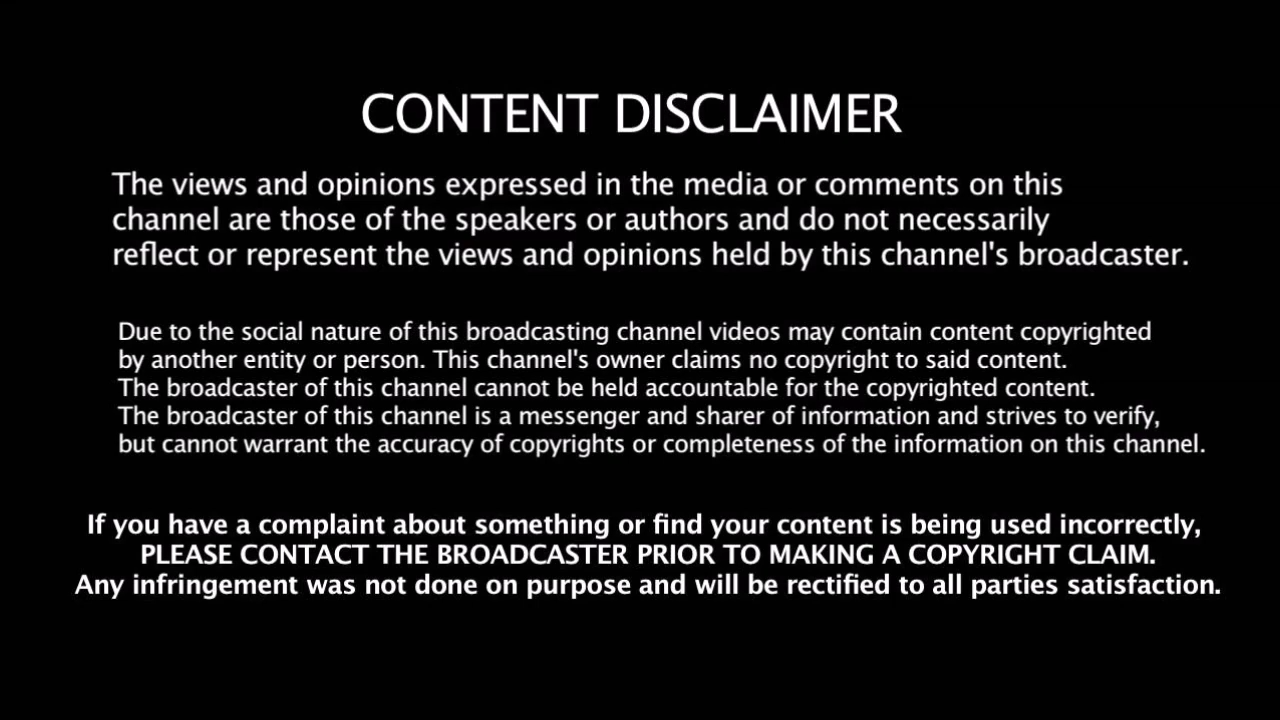 CONTENT DISCLAIMER
The views and opinions expressed in the media or comments on this
channel are those of the speakers or authors and do not necessarily
reflect or represent the views and opinions held by this channel's broadcaster.
Due to the social nature of this broadcasting channel videos may contain content copyrighted
by another entity or person. This channel's owner claims no copyright to said content.
The broadcaster of this channel cannot be held accountable for the copyrighted content.
The broadcaster of this channel is a messenger and sharer of information and strives to verify,
but cannot warrant the accuracy of copyrights or completeness of the information on this channel.
If you have a complaint about something or find your content is being used incorrectly,
PLEASE CONTACT THE BROADCASTER PRIOR TO MAKING A COPYRIGHT CLAIM.
Any infringement was not done on purpose and will be rectified to all parties satisfaction.